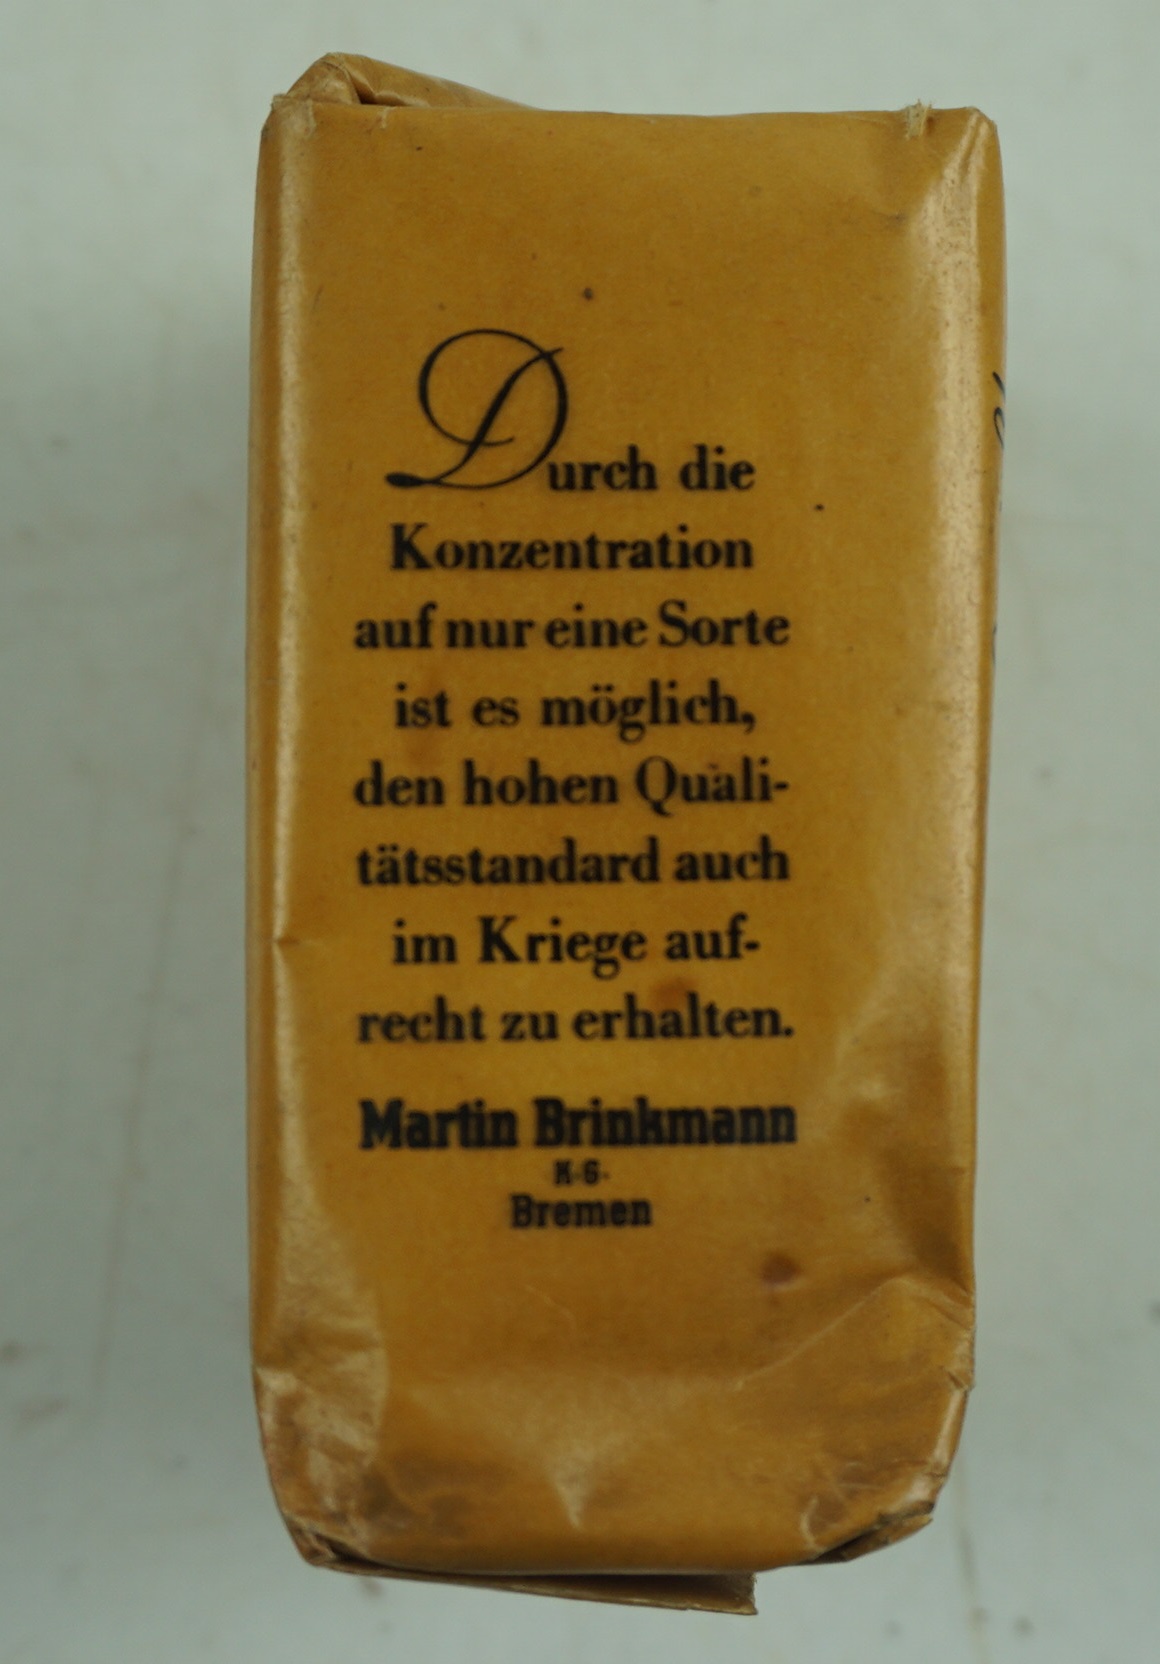 Durch die
Konzentration
auf nur eine Sorte
ist es möglich,
den hohen Quali-
tätsstandard auch
im Kriege auf-
recht zu erhalten.
Martin Brinkmann
K·G·
Bremen